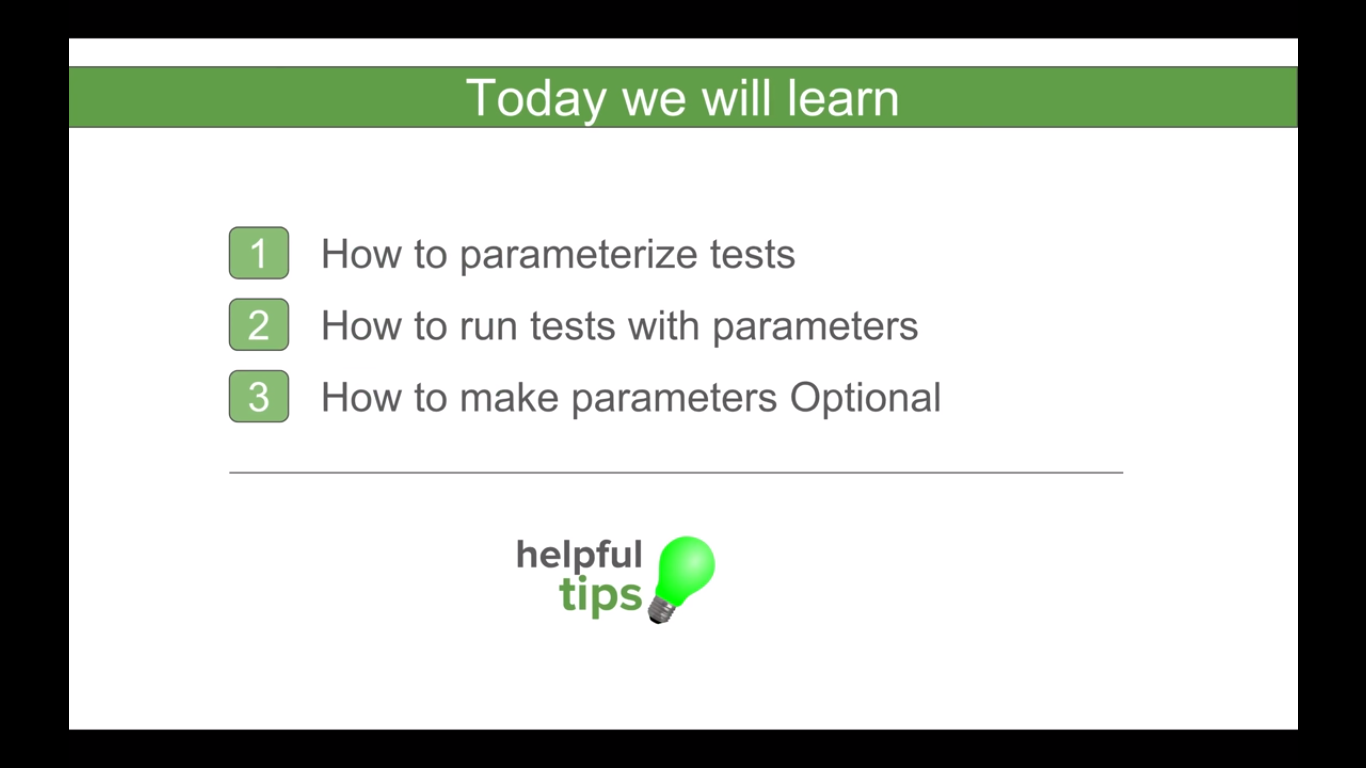 Today we will learn
1 How to parameterize tests
2 How to run tests with parameters
3 How to make parameters Optional
helpful
tips